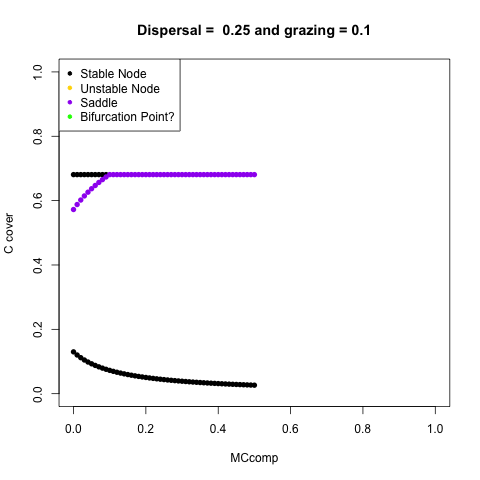 Dispersal =  0.25 and grazing = 0.1
Stable Node
Unstable Node
Saddle
Bifurcation Point?
C cover
1.0
0.8
0.6
0.4
0.2
0.0
0.0 0.2 0.4 0.6 0.8 1.0
MCcomp